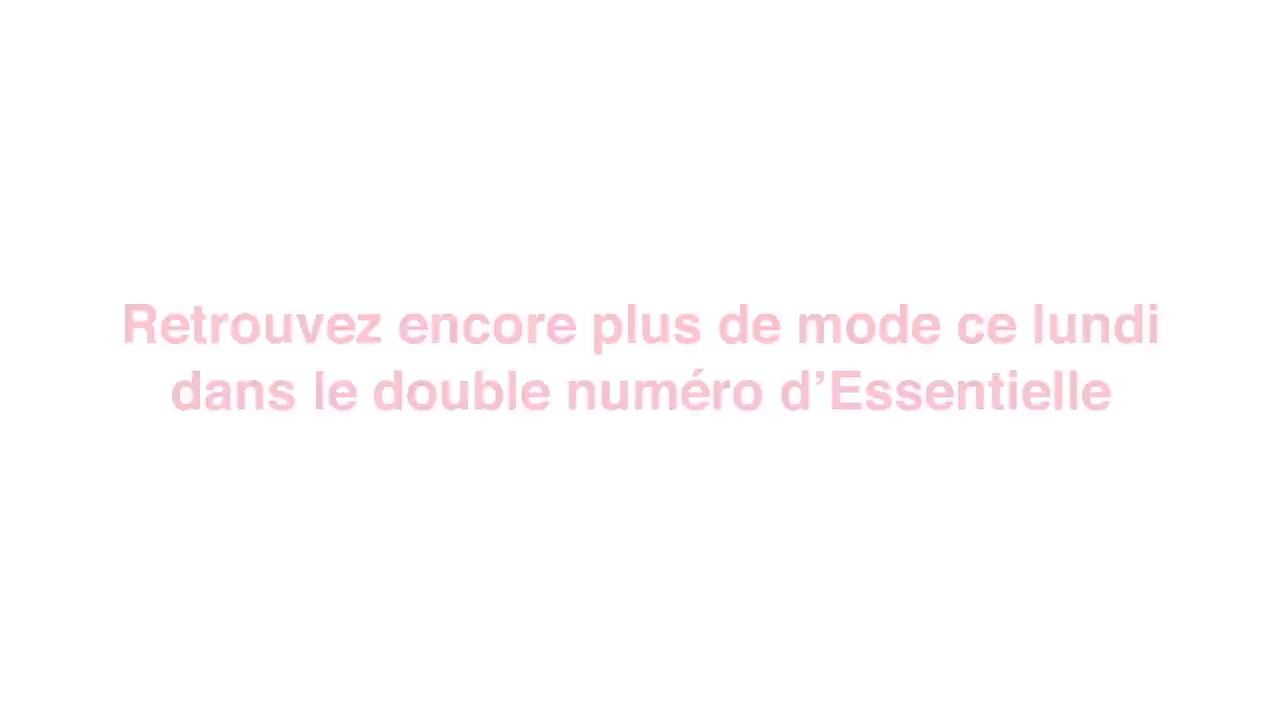 Retrouvez encore plus de mode ce lundi
dans le double numéro d’Essentielle